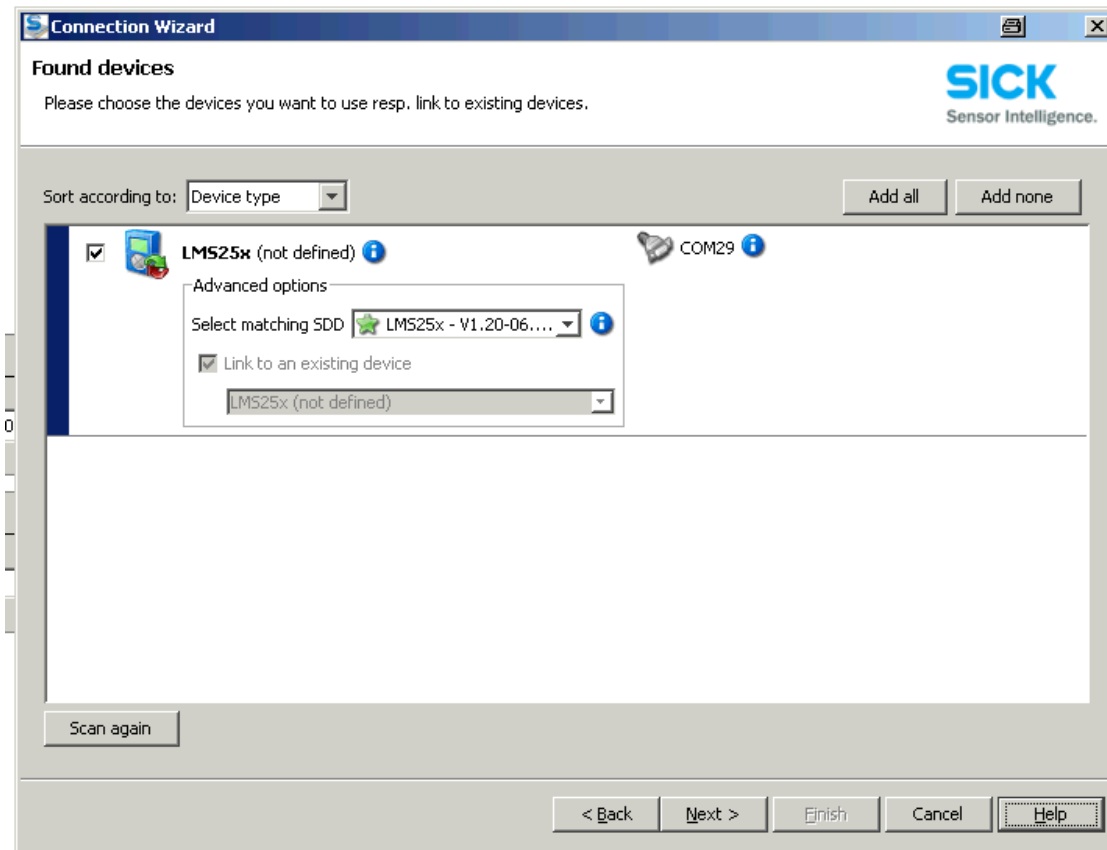 Connection Wizard
Found devices
Please choose the devices you want to use resp. link to existing devices.
SICK
Sensor Intelligence.
Sort according to: Device type
Add all
Add none
LMS25x (not defined)
COM29
Advanced options
Select matching SDD LMS25x - V1.20-06....
Link to an existing device
LMS25x (not defined)
0
Scan again
< Back
Next >
Finish
Cancel
Help